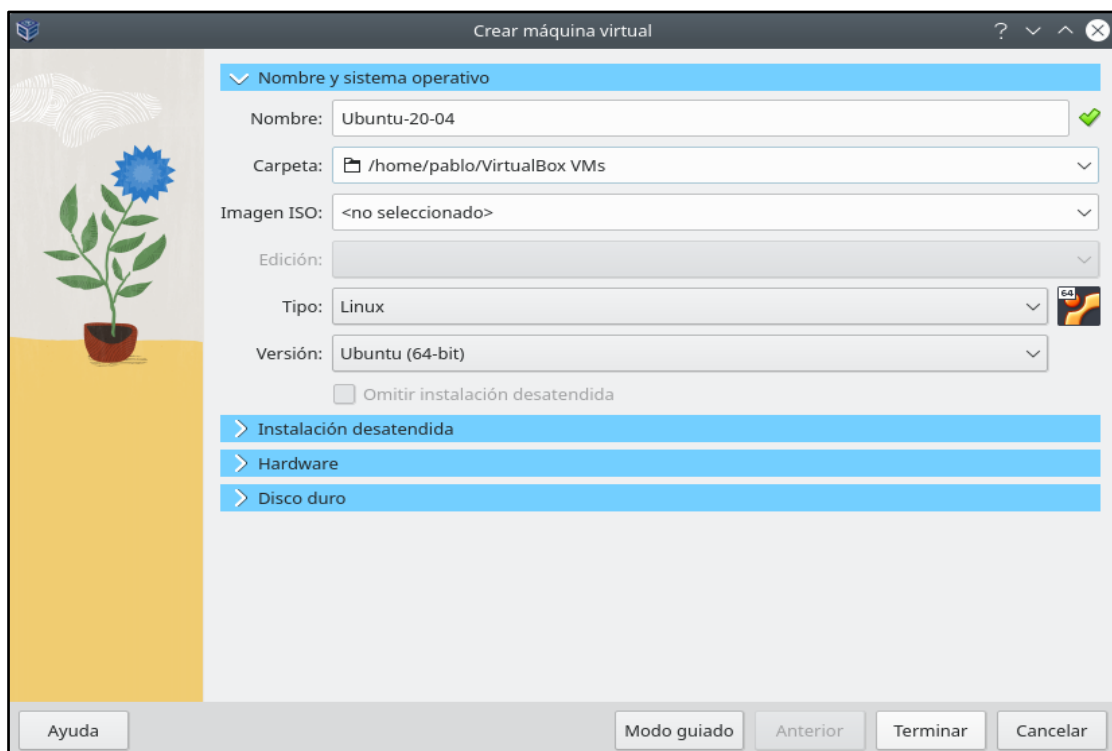 Crear máquina virtual
Nombre y sistema operativo
Nombre: Ubuntu-20-04
Carpeta: /home/pablo/VirtualBox VMs
Imagen ISO: <no seleccionado>
Edición:
Tipo: Linux
64
Versión: Ubuntu (64-bit)
Omitir instalación desatendida
Instalación desatendida
Hardware
Disco duro
Ayuda Modo guiado Anterior Terminar Cancelar